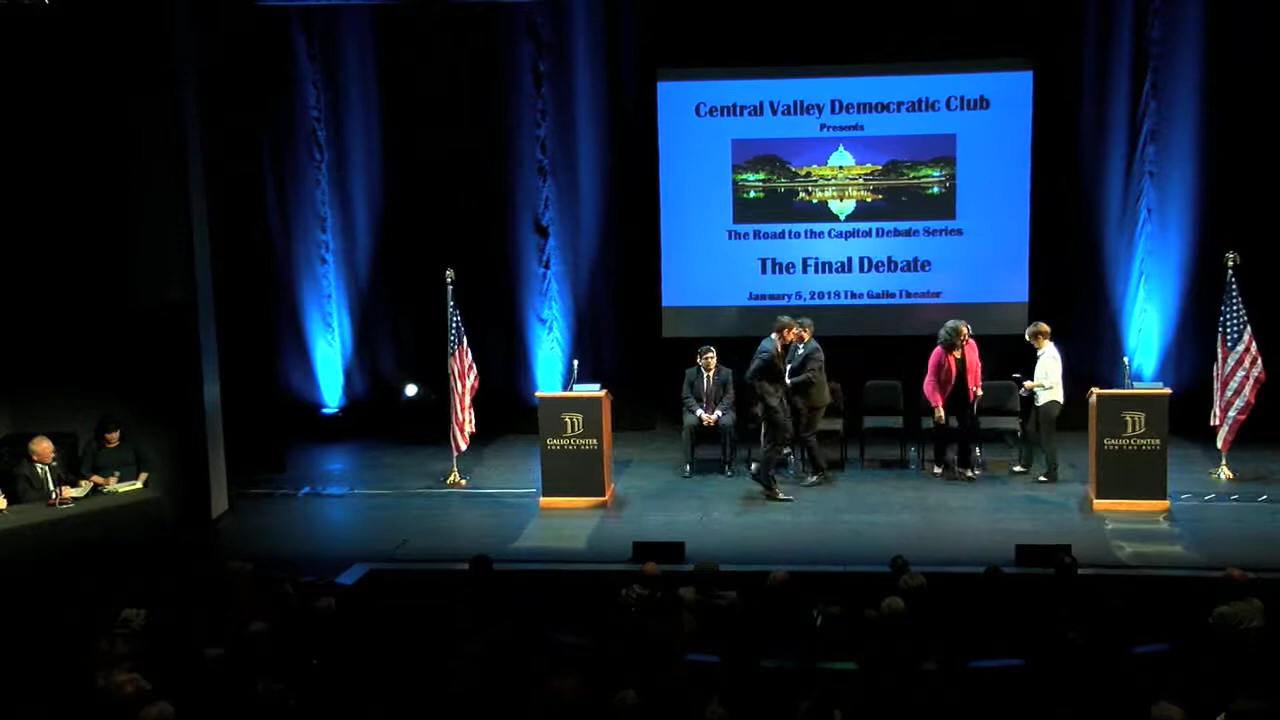 Central Valley Democratic Club
Presents
The Road to the Capitol Debate Series
The Final Debate
January 5, 2018 The Gallo Theater
GALLO CENTER
FOR THE ARTS
GALLO CENTER
FOR THE ARTS